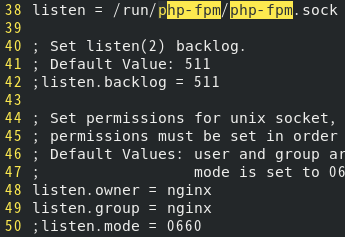 38 listen = /run/php-fpm/php-fpm.sock
39
40 ; Set listen(2) backlog.
41 ; Default Value: 511
42 ;listen.backlog = 511
43
44 ; Set permissions for unix socket,
45 ; permissions must be set in order
46 ; Default Values: user and group ar
47 ;                 mode is set to 06
48 listen.owner = nginx
49 listen.group = nginx
50 ;listen.mode = 0660